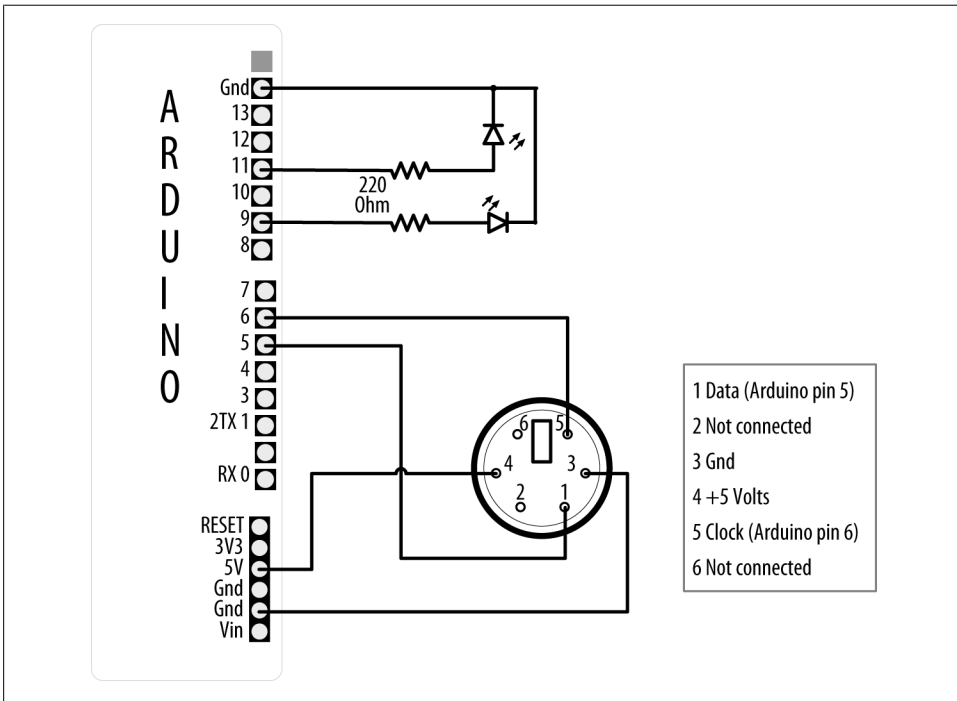 ARDUINO
Gnd
13
12
11
10
9
8
220
Ohm
7
6
5
4
3
2TX 1
RX 0
RESET
3V3
5V
Gnd
Gnd
Vin
6
5
4
3
2
1
1 Data (Arduino pin 5)
2 Not connected
3 Gnd
4 +5 Volts
5 Clock (Arduino pin 6)
6 Not connected